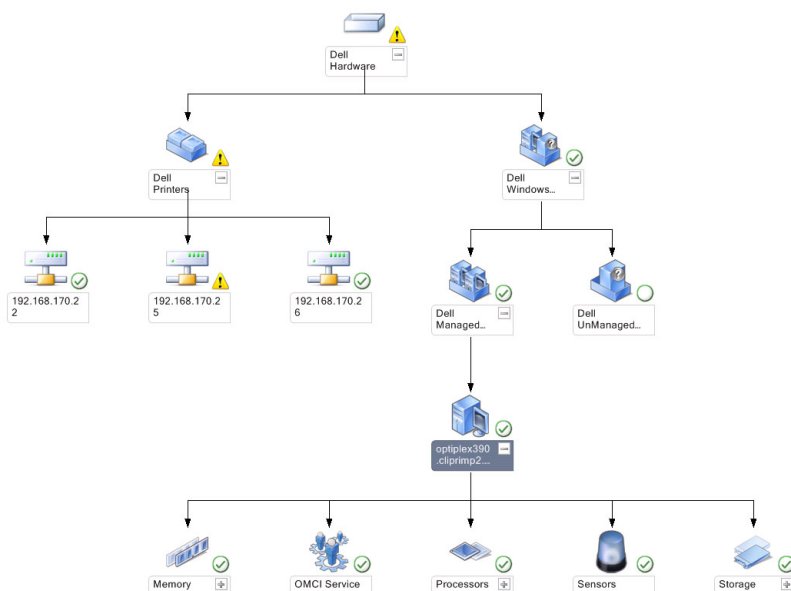 Dell
Hardware
Dell
Printers
Dell
Windows...
192.168.170.2
2
192.168.170.2
5
192.168.170.2
6
Dell
Managed...
Dell
UnManaged...
optiplex390
.cliprimp2...
Memory
OMCI Service
Processors
Sensors
Storage